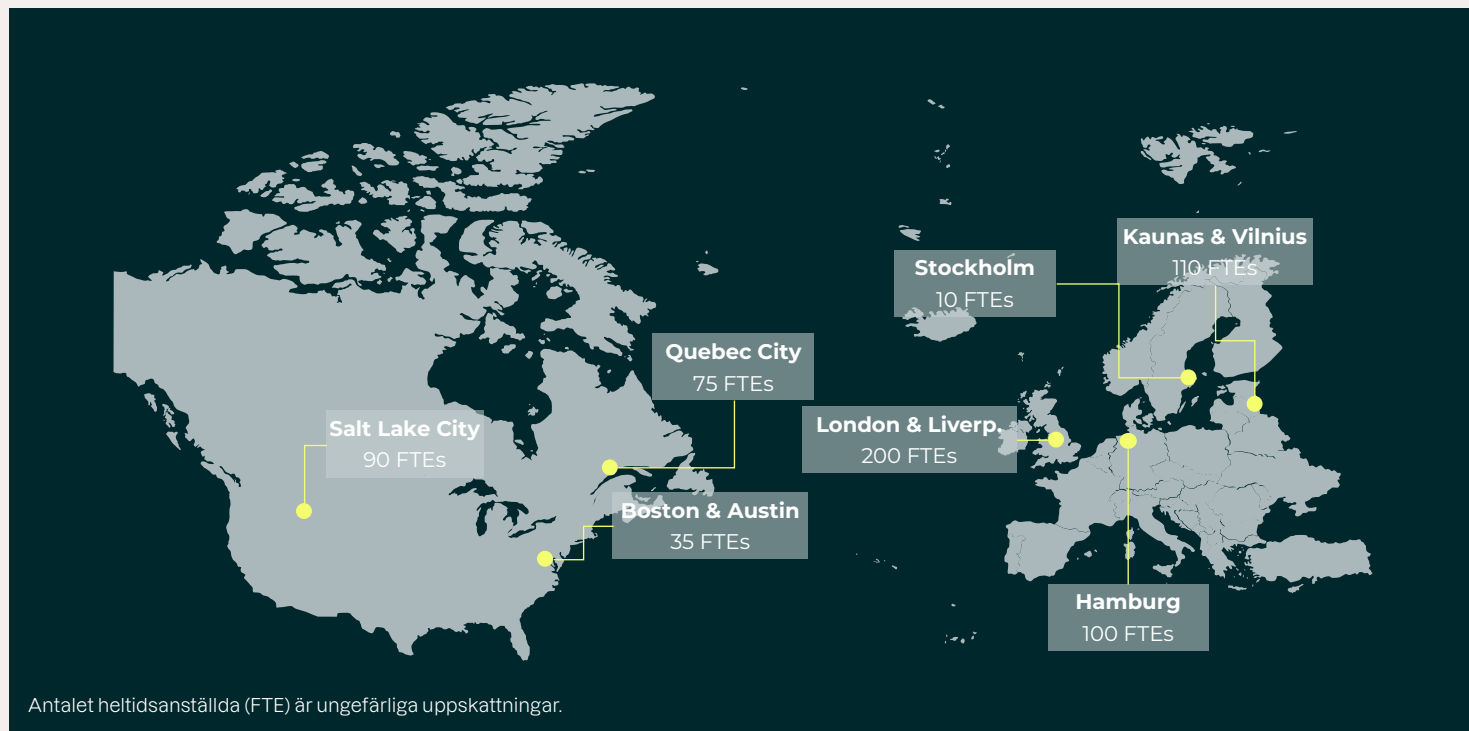 Kaunas & Vilnius
110 FTEs
Stockholm
10 FTEs
Quebec City
75 FTEs
Salt Lake City
90 FTEs
London & Liverp.
200 FTEs
Boston & Austin
35 FTEs
Hamburg
100 FTEs
Antalet heltidsanställda (FTE) är ungefärliga uppskattningar.